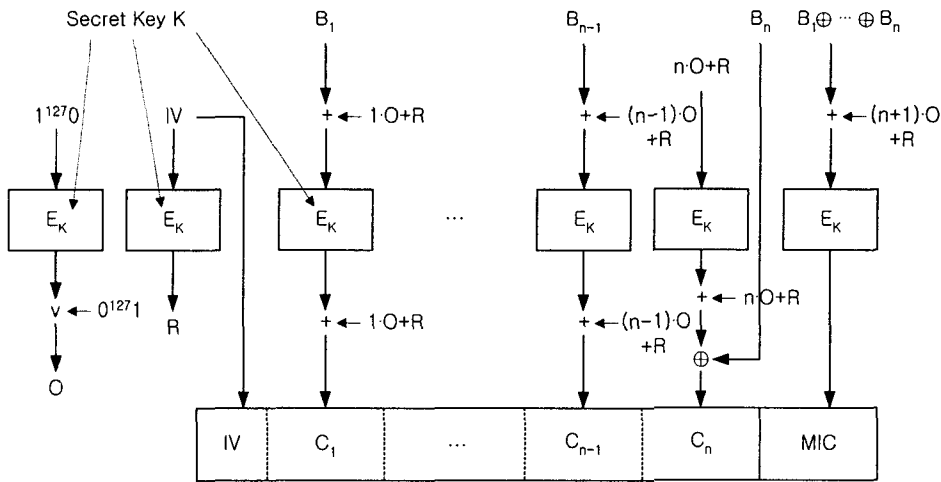 Secret Key K
B₁
Bₙ₋₁
Bₙ
B₁⊕ ··· ⊕ Bₙ
n·O+R
1¹²⁷0
IV
+ 1·O+R
+ (n-1)·O
+R
+ (n+1)·O
+R
E_K
E_K
E_K
...
E_K
E_K
E_K
v 0¹²⁷1
R
+ 1·O+R
+ (n-1)·O
+R
+ n·O+R
⊕
O
IV
C₁
...
Cₙ₋₁
Cₙ
MIC